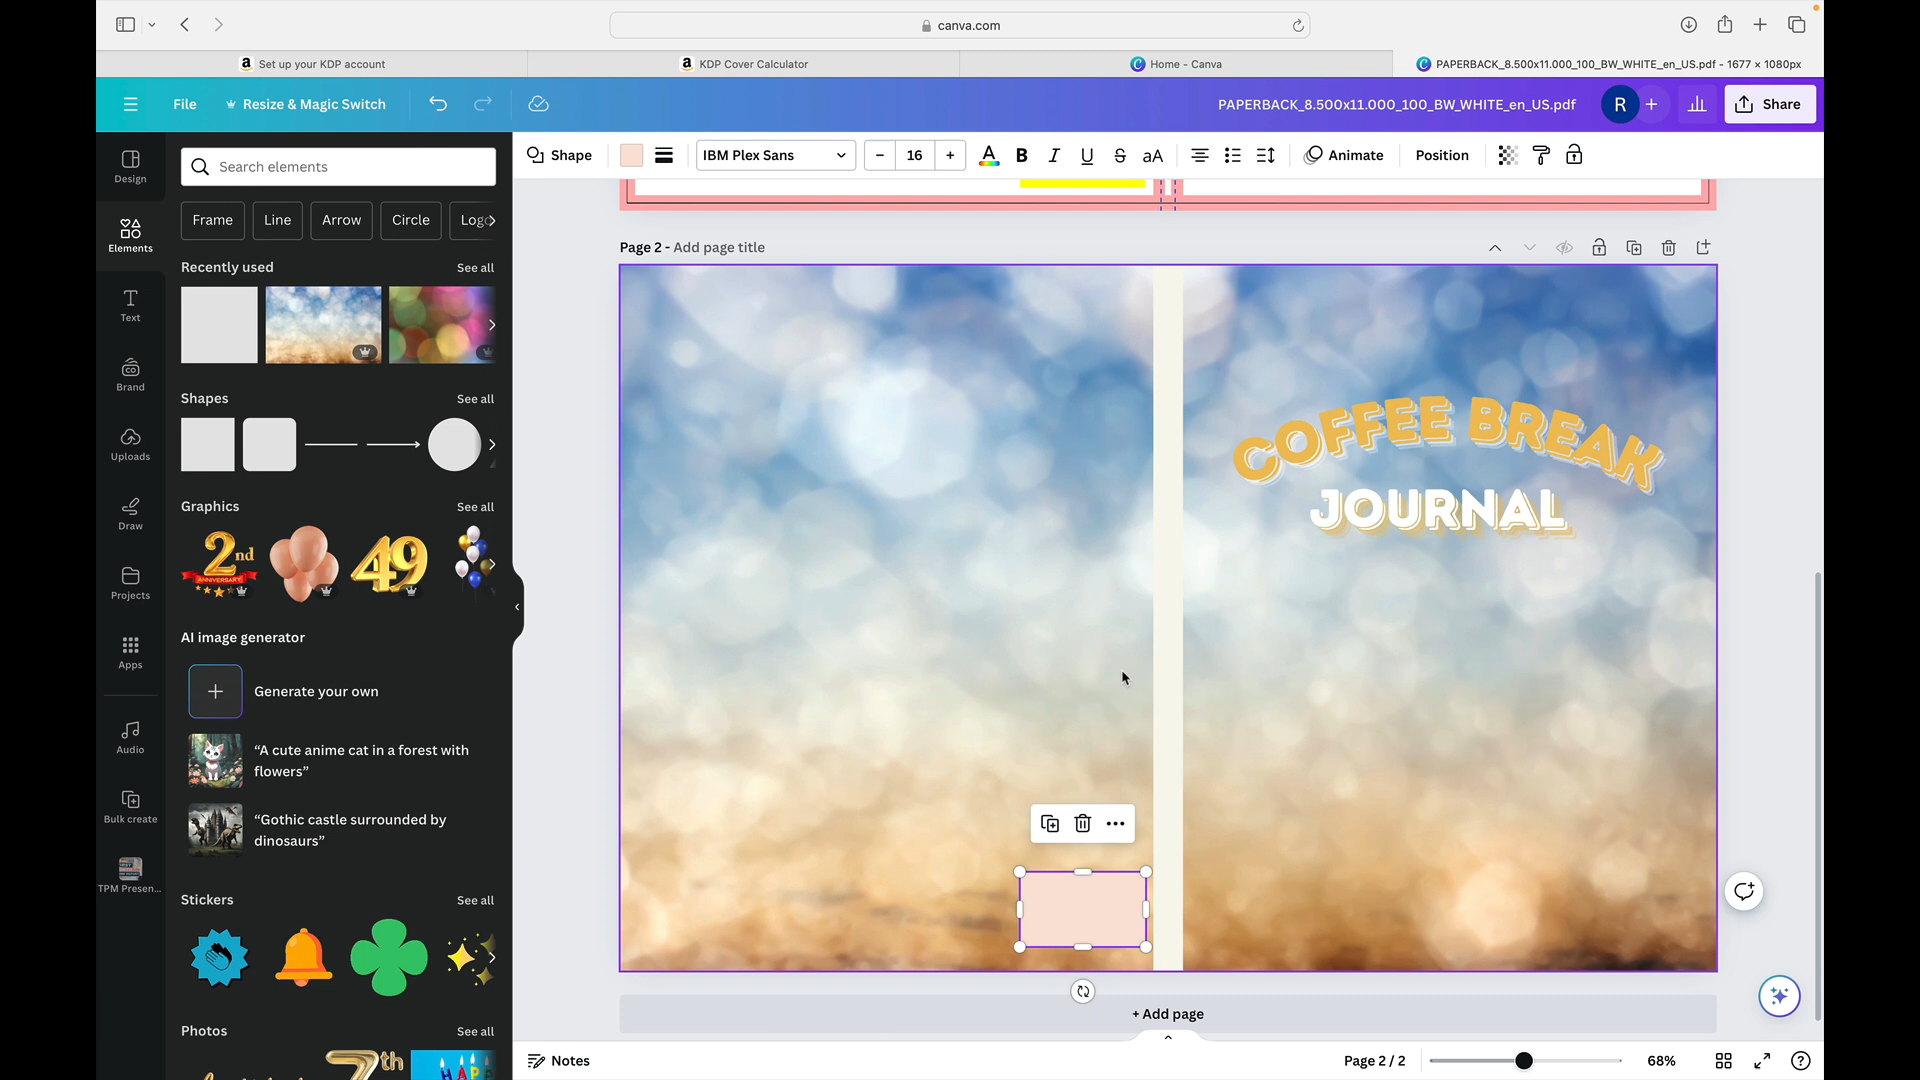 canva.com
Set up your KDP account
KDP Cover Calculator
Home - Canva
PAPERBACK_8.500x11.000_100_BW_WHITE_en_US.pdf - 1677 × 1080px
File
Resize & Magic Switch
PAPERBACK_8.500x11.000_100_BW_WHITE_en_US.pdf
R
Share
Design
Elements
Text
Brand
Uploads
Draw
Projects
Apps
Audio
Bulk create
TPM Presen...
Search elements
Frame
Line
Arrow
Circle
Recently used
See all
Shapes
See all
Graphics
See all
2nd
ANNIVERSARY
49
AI image generator
Generate your own
“A cute anime cat in a forest with
flowers”
“Gothic castle surrounded by
dinosaurs”
Stickers
See all
Photos
See all
7th
Shape
IBM Plex Sans
16
Animate
Position
Page 2 - Add page title
COFFEE BREAK
JOURNAL
+ Add page
Notes
Page 2 / 2
68%